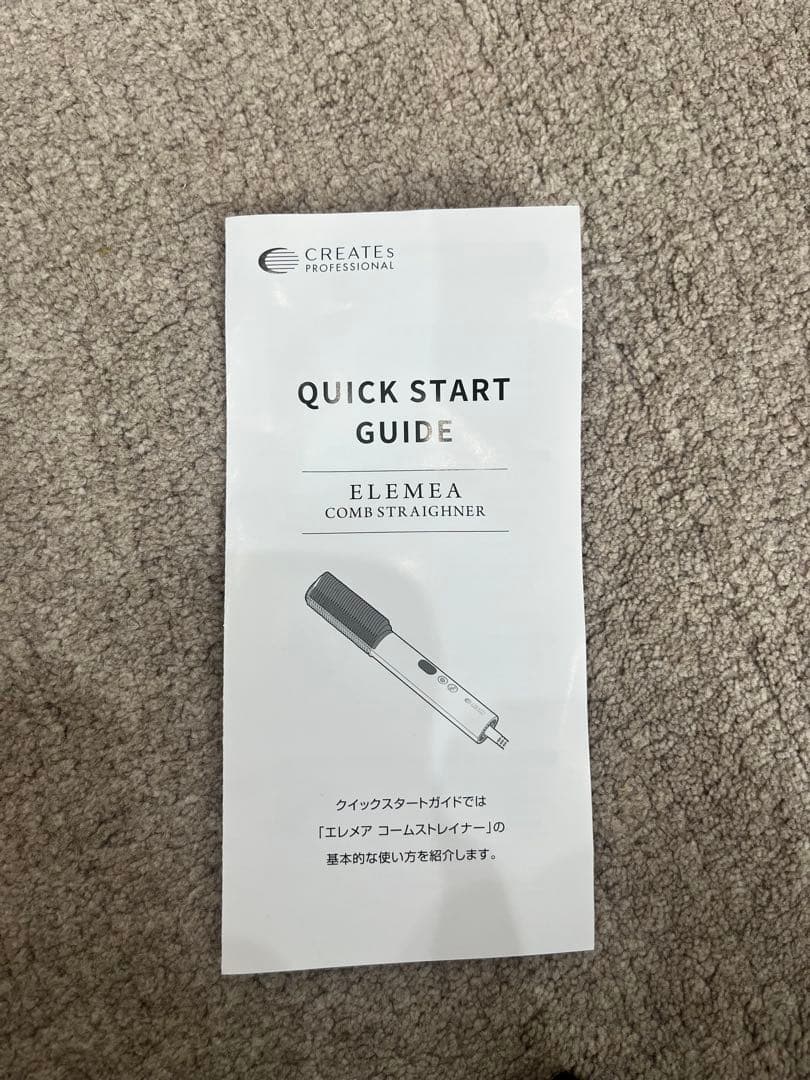 CREATEs
PROFESSIONAL
QUICK START
GUIDE
ELEMEA
COMB STRAIGHNER
クイックスタートガイドでは
「エレメア コームストレイナー」の
基本的な使い方を紹介します。